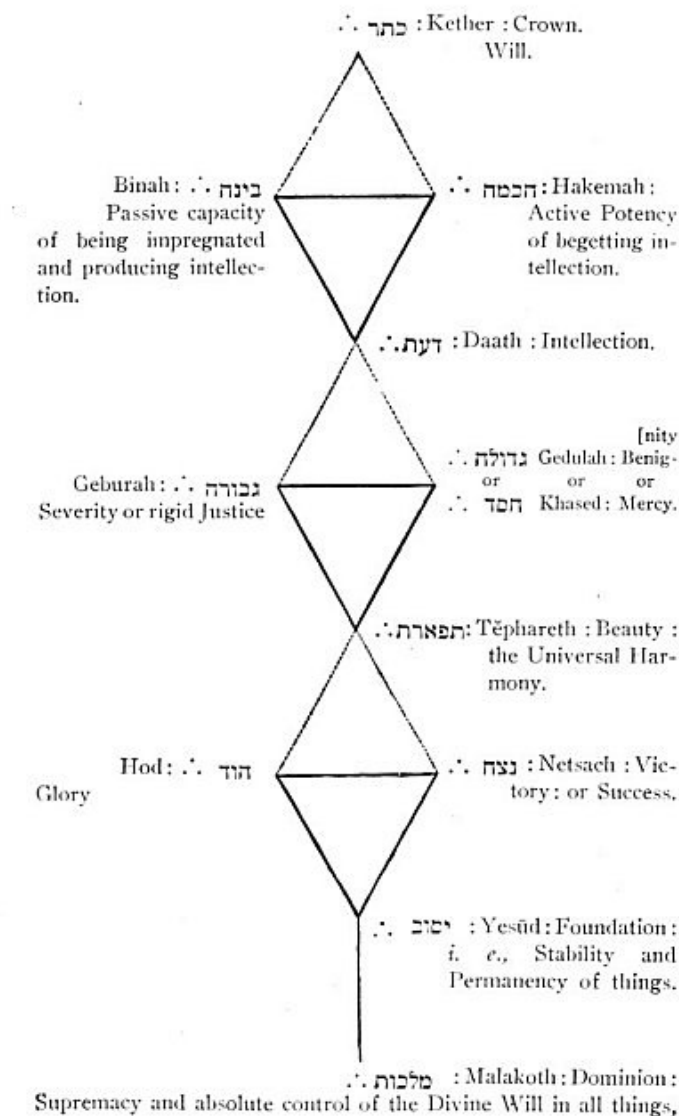 ∴ כתר : Kether : Crown.
Will.
Binah : ∴ בינה
Passive capacity
of being impregnated
and producing intellec-
tion.
∴ הכמה : Hakemah :
Active Potency
of begetting in-
tellection.
∴ דעת : Daath : Intellection.
Geburah : ∴ גבורה
Severity or rigid Justice
[nity
∴ גדולה Gedulah : Benig-
or or or
∴ חסד Khased : Mercy.
∴ תפארת : Tĕphareth : Beauty :
the Universal Har-
mony.
Hod : ∴ הוד
Glory
∴ נצח : Netsach : Vic-
tory : or Success.
∴ יסוב : Yesūd : Foundation :
i. e., Stability and
Permanency of things.
∴ מלכות : Malakoth : Dominion :
Supremacy and absolute control of the Divine Will in all things.